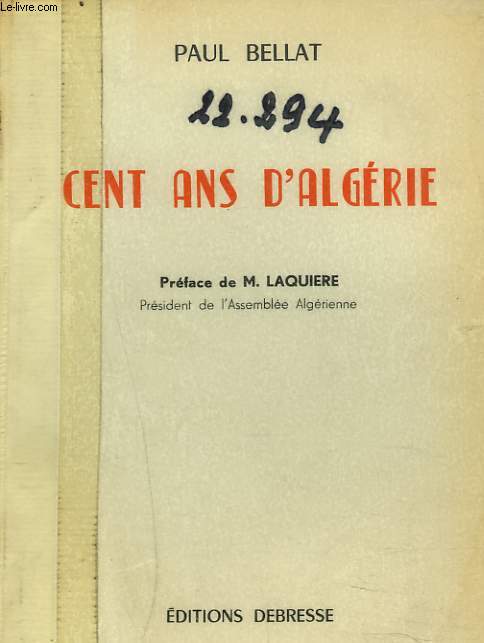 Le-livre.com
PAUL BELLAT
22.294
CENT ANS D'ALGÉRIE
Préface de M. LAQUIERE
Président de l'Assemblée Algérienne
ÉDITIONS DEBRESSE